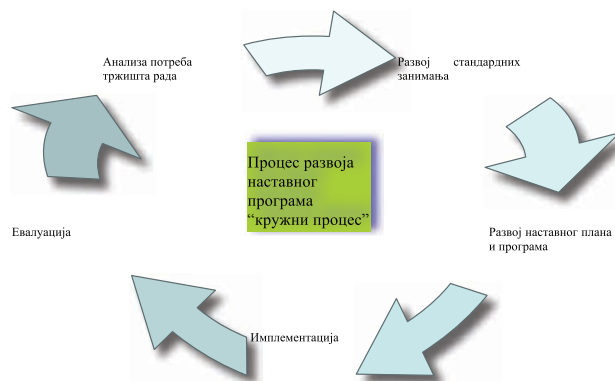 Анализа потреба
тржишта рада
Развој стандардних
занимања
Процес развоја
наставног
програма
“кружни процес”
Евалуација
Развој наставног плана
и програма
Имплементација